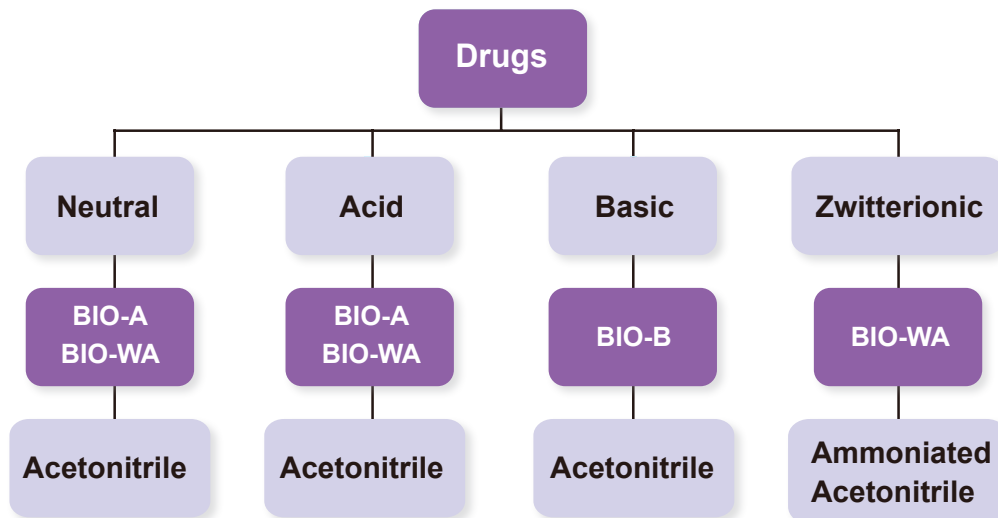 Drugs
Neutral
Acid
Basic
Zwitterionic
BIO-A
BIO-WA
BIO-A
BIO-WA
BIO-B
BIO-WA
Acetonitrile
Acetonitrile
Acetonitrile
Ammoniated
Acetonitrile